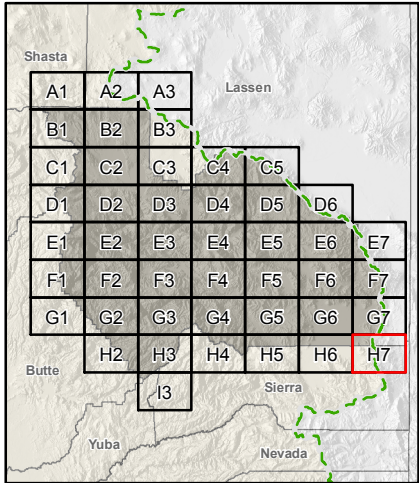 Shasta
Lassen
A1 A2 A3
B1 B2 B3
C1 C2 C3 C4 C5
D1 D2 D3 D4 D5 D6
E1 E2 E3 E4 E5 E6 E7
F1 F2 F3 F4 F5 F6 F7
G1 G2 G3 G4 G5 G6 G7
H2 H3 H4 H5 H6 H7
Butte
Sierra
I3
Yuba
Nevada